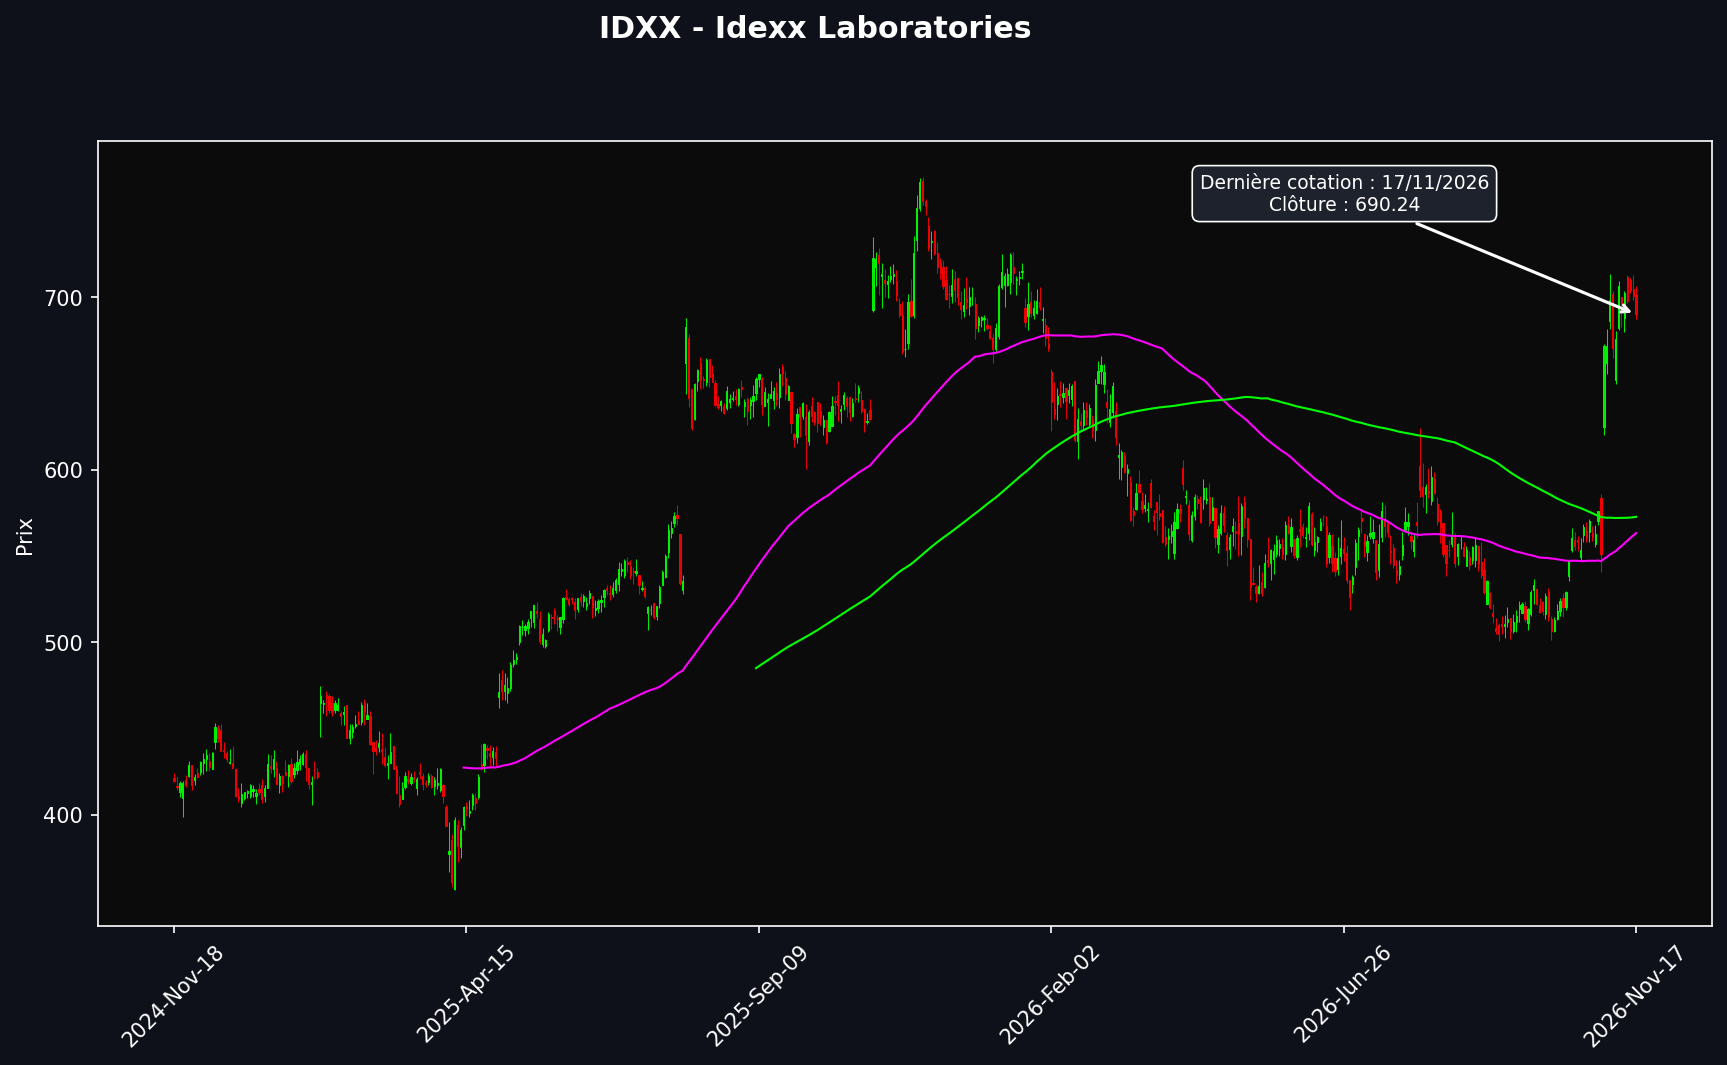 IDXX - Idexx Laboratories
Dernière cotation : 17/11/2026
Clôture : 690.24
Prix
700
600
500
400
2024-Nov-18
2025-Apr-15
2025-Sep-09
2026-Feb-02
2026-Jun-26
2026-Nov-17